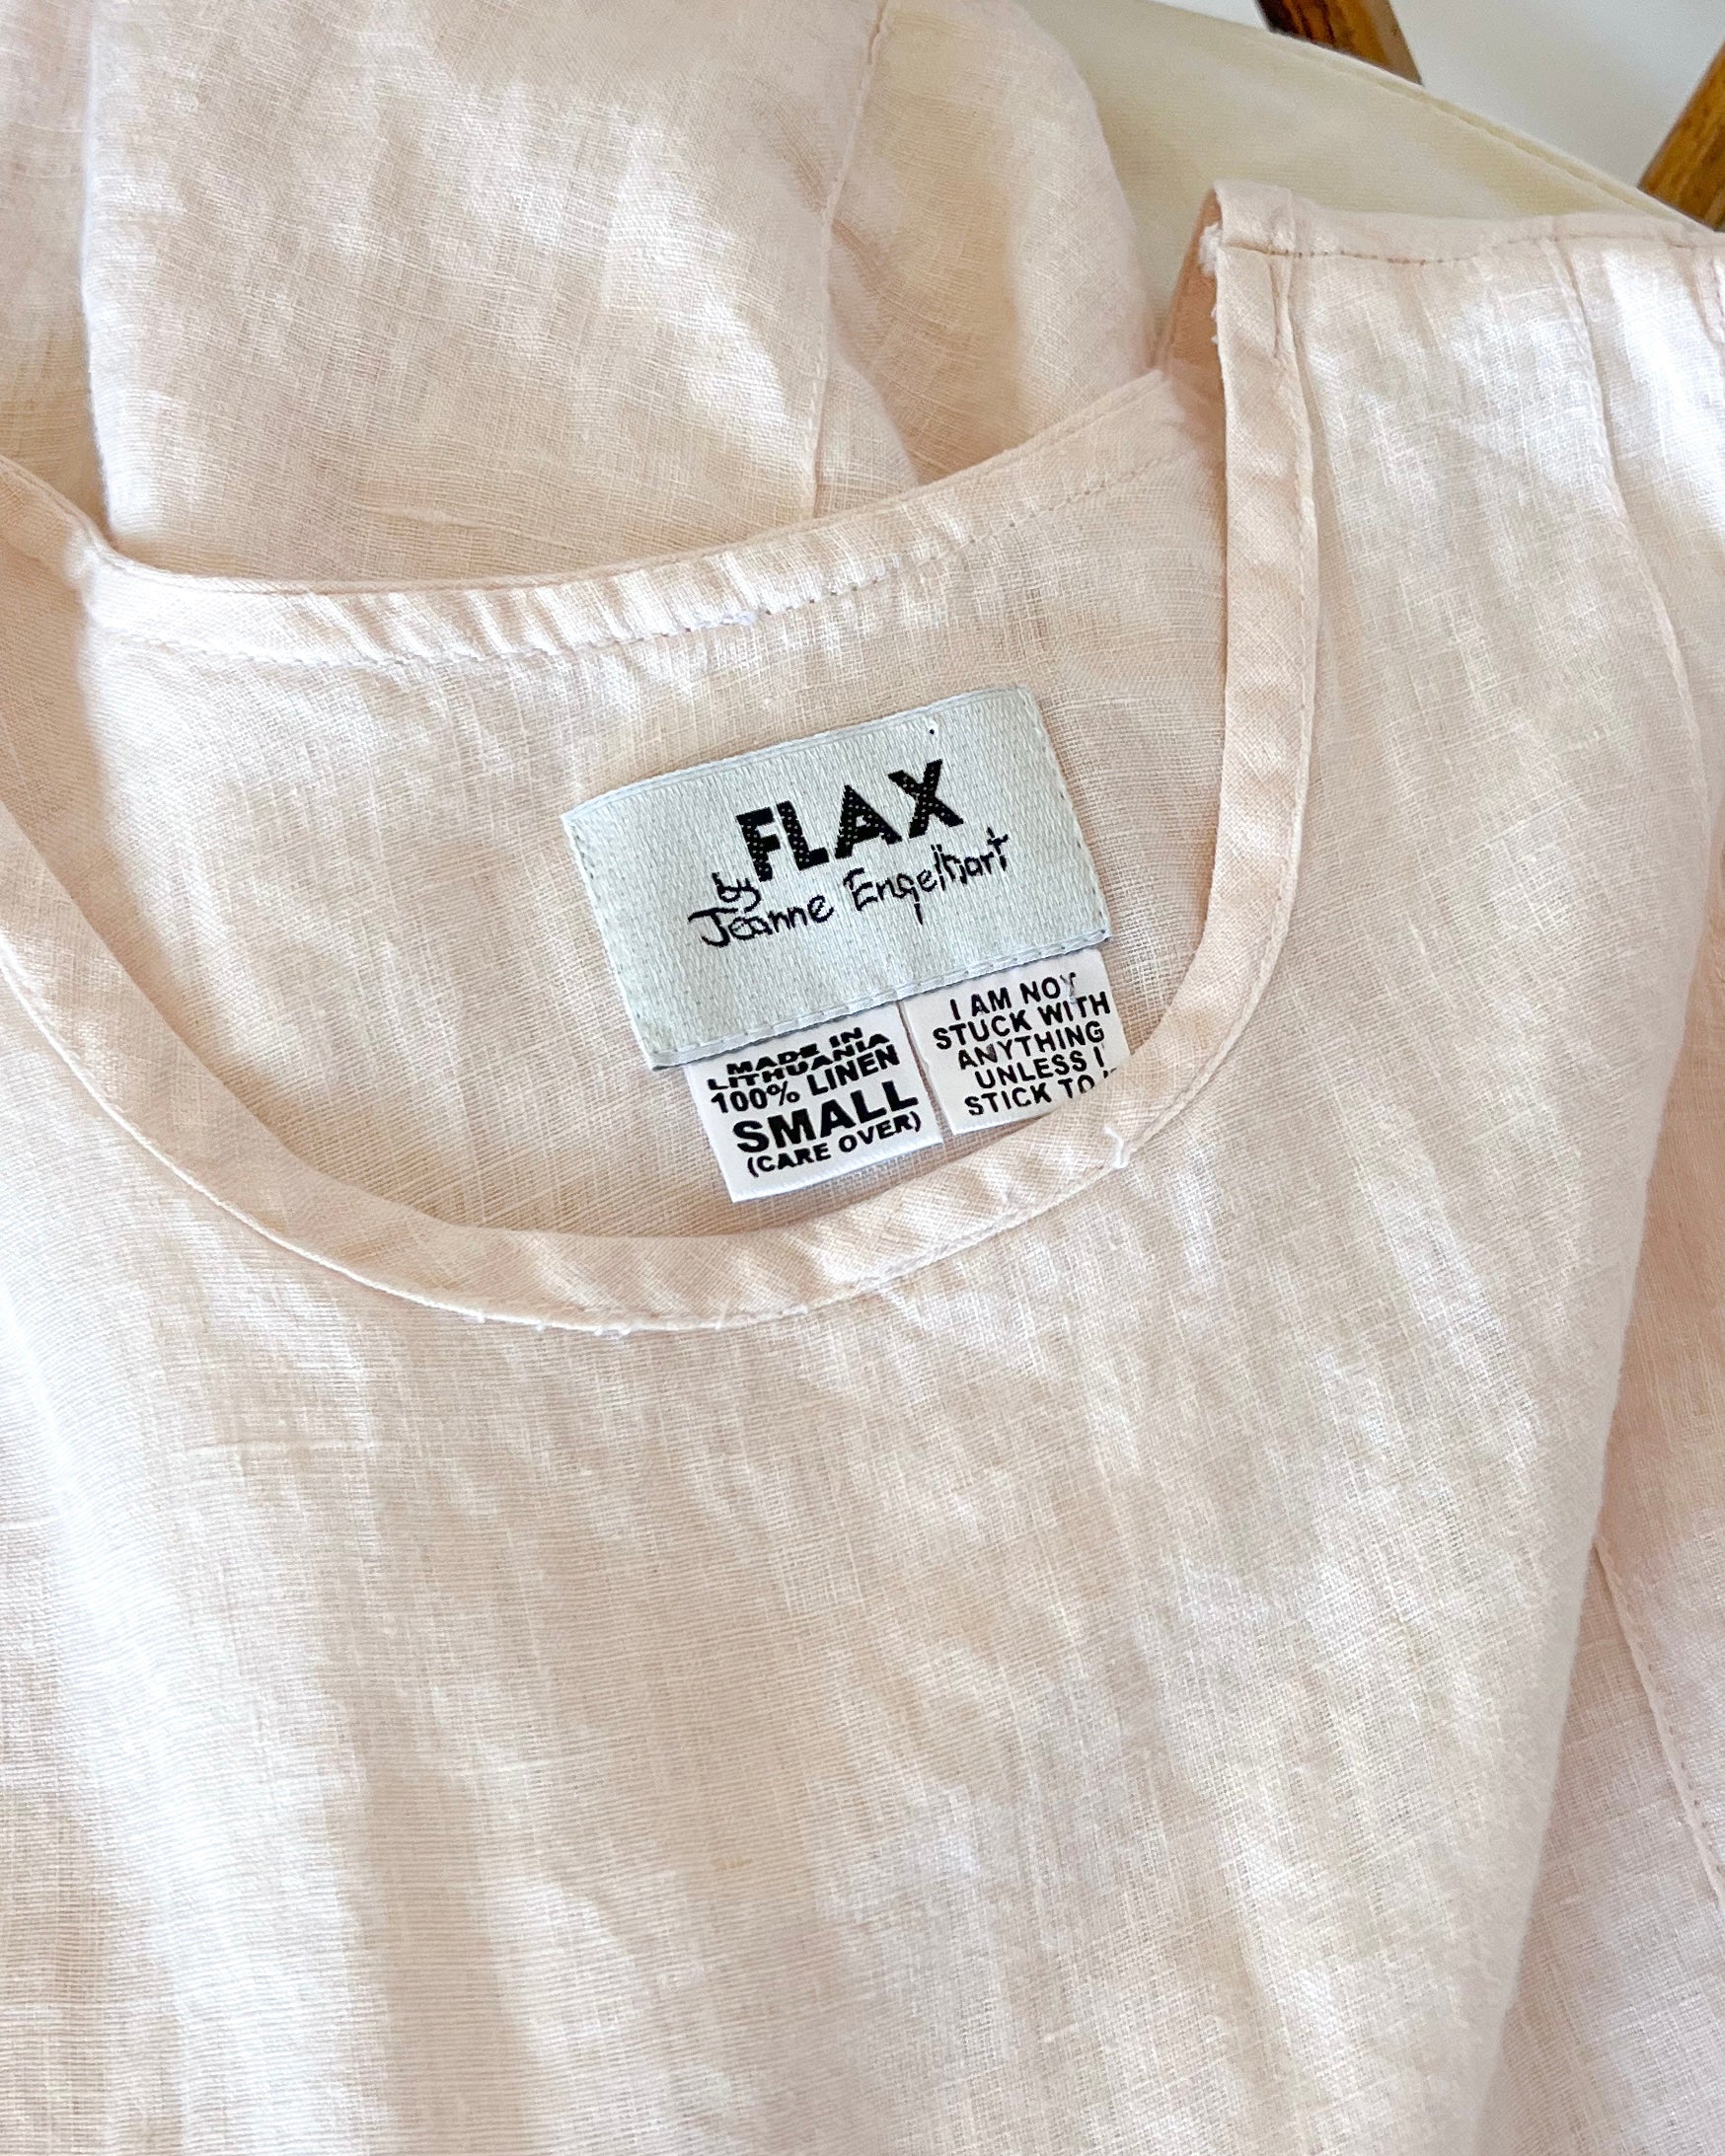 FLAX
by
Jeanne Engelhart
MADE IN
LITHUANIA
100% LINEN
SMALL
(CARE OVER)
I AM NOT
STUCK WITH
ANYTHING
UNLESS I
STICK TO